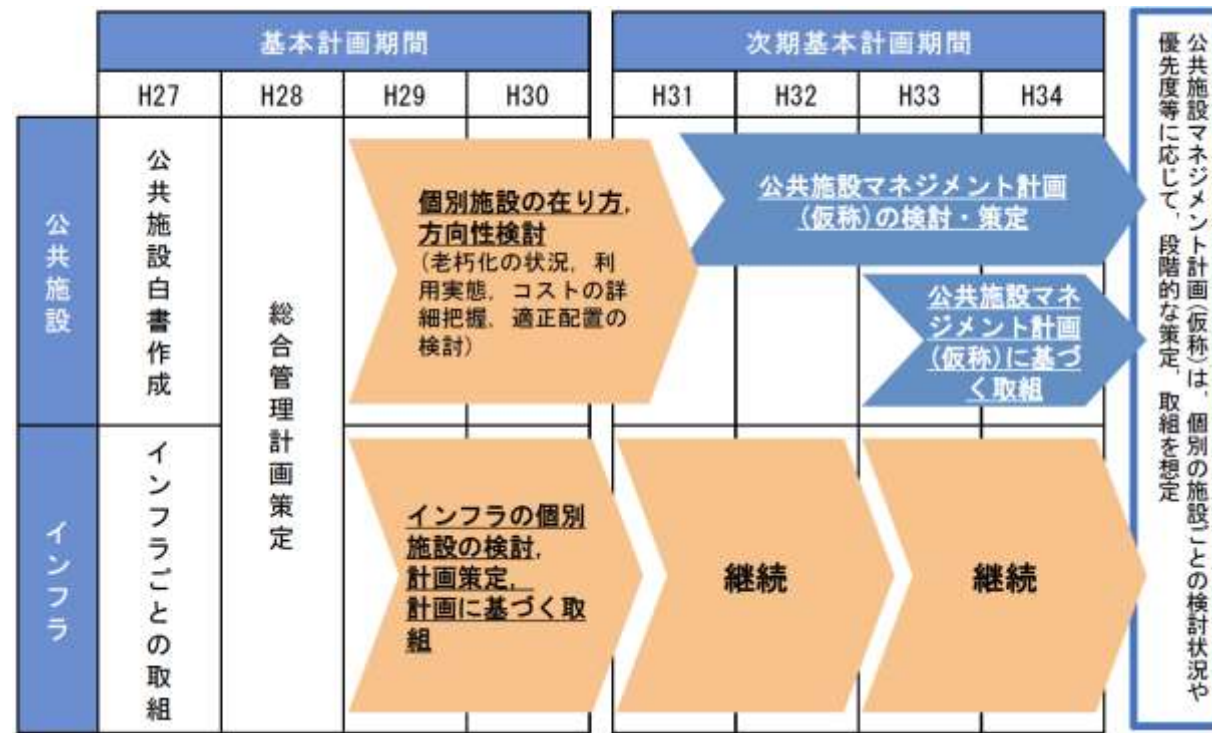 基本計画期間
次期基本計画期間
H27
H28
H29
H30
H31
H32
H33
H34
公共施設
公共施設白書作成
総合管理計画策定
個別施設の在り方，
方向性検討
(老朽化の状況，利
用実態，コストの詳
細把握，適正配置の
検討)
公共施設マネジメント計画
(仮称)の検討・策定
公共施設マネ
ジメント計画
(仮称)に基づ
く取組
インフラ
インフラごとの取組
インフラの個別
施設の検討，
計画策定，
計画に基づく取
組
継続
継続
公共施設マネジメント計画(仮称)は，個別の施設ごとの検討状況や
優先度等に応じて，段階的な策定，取組を想定